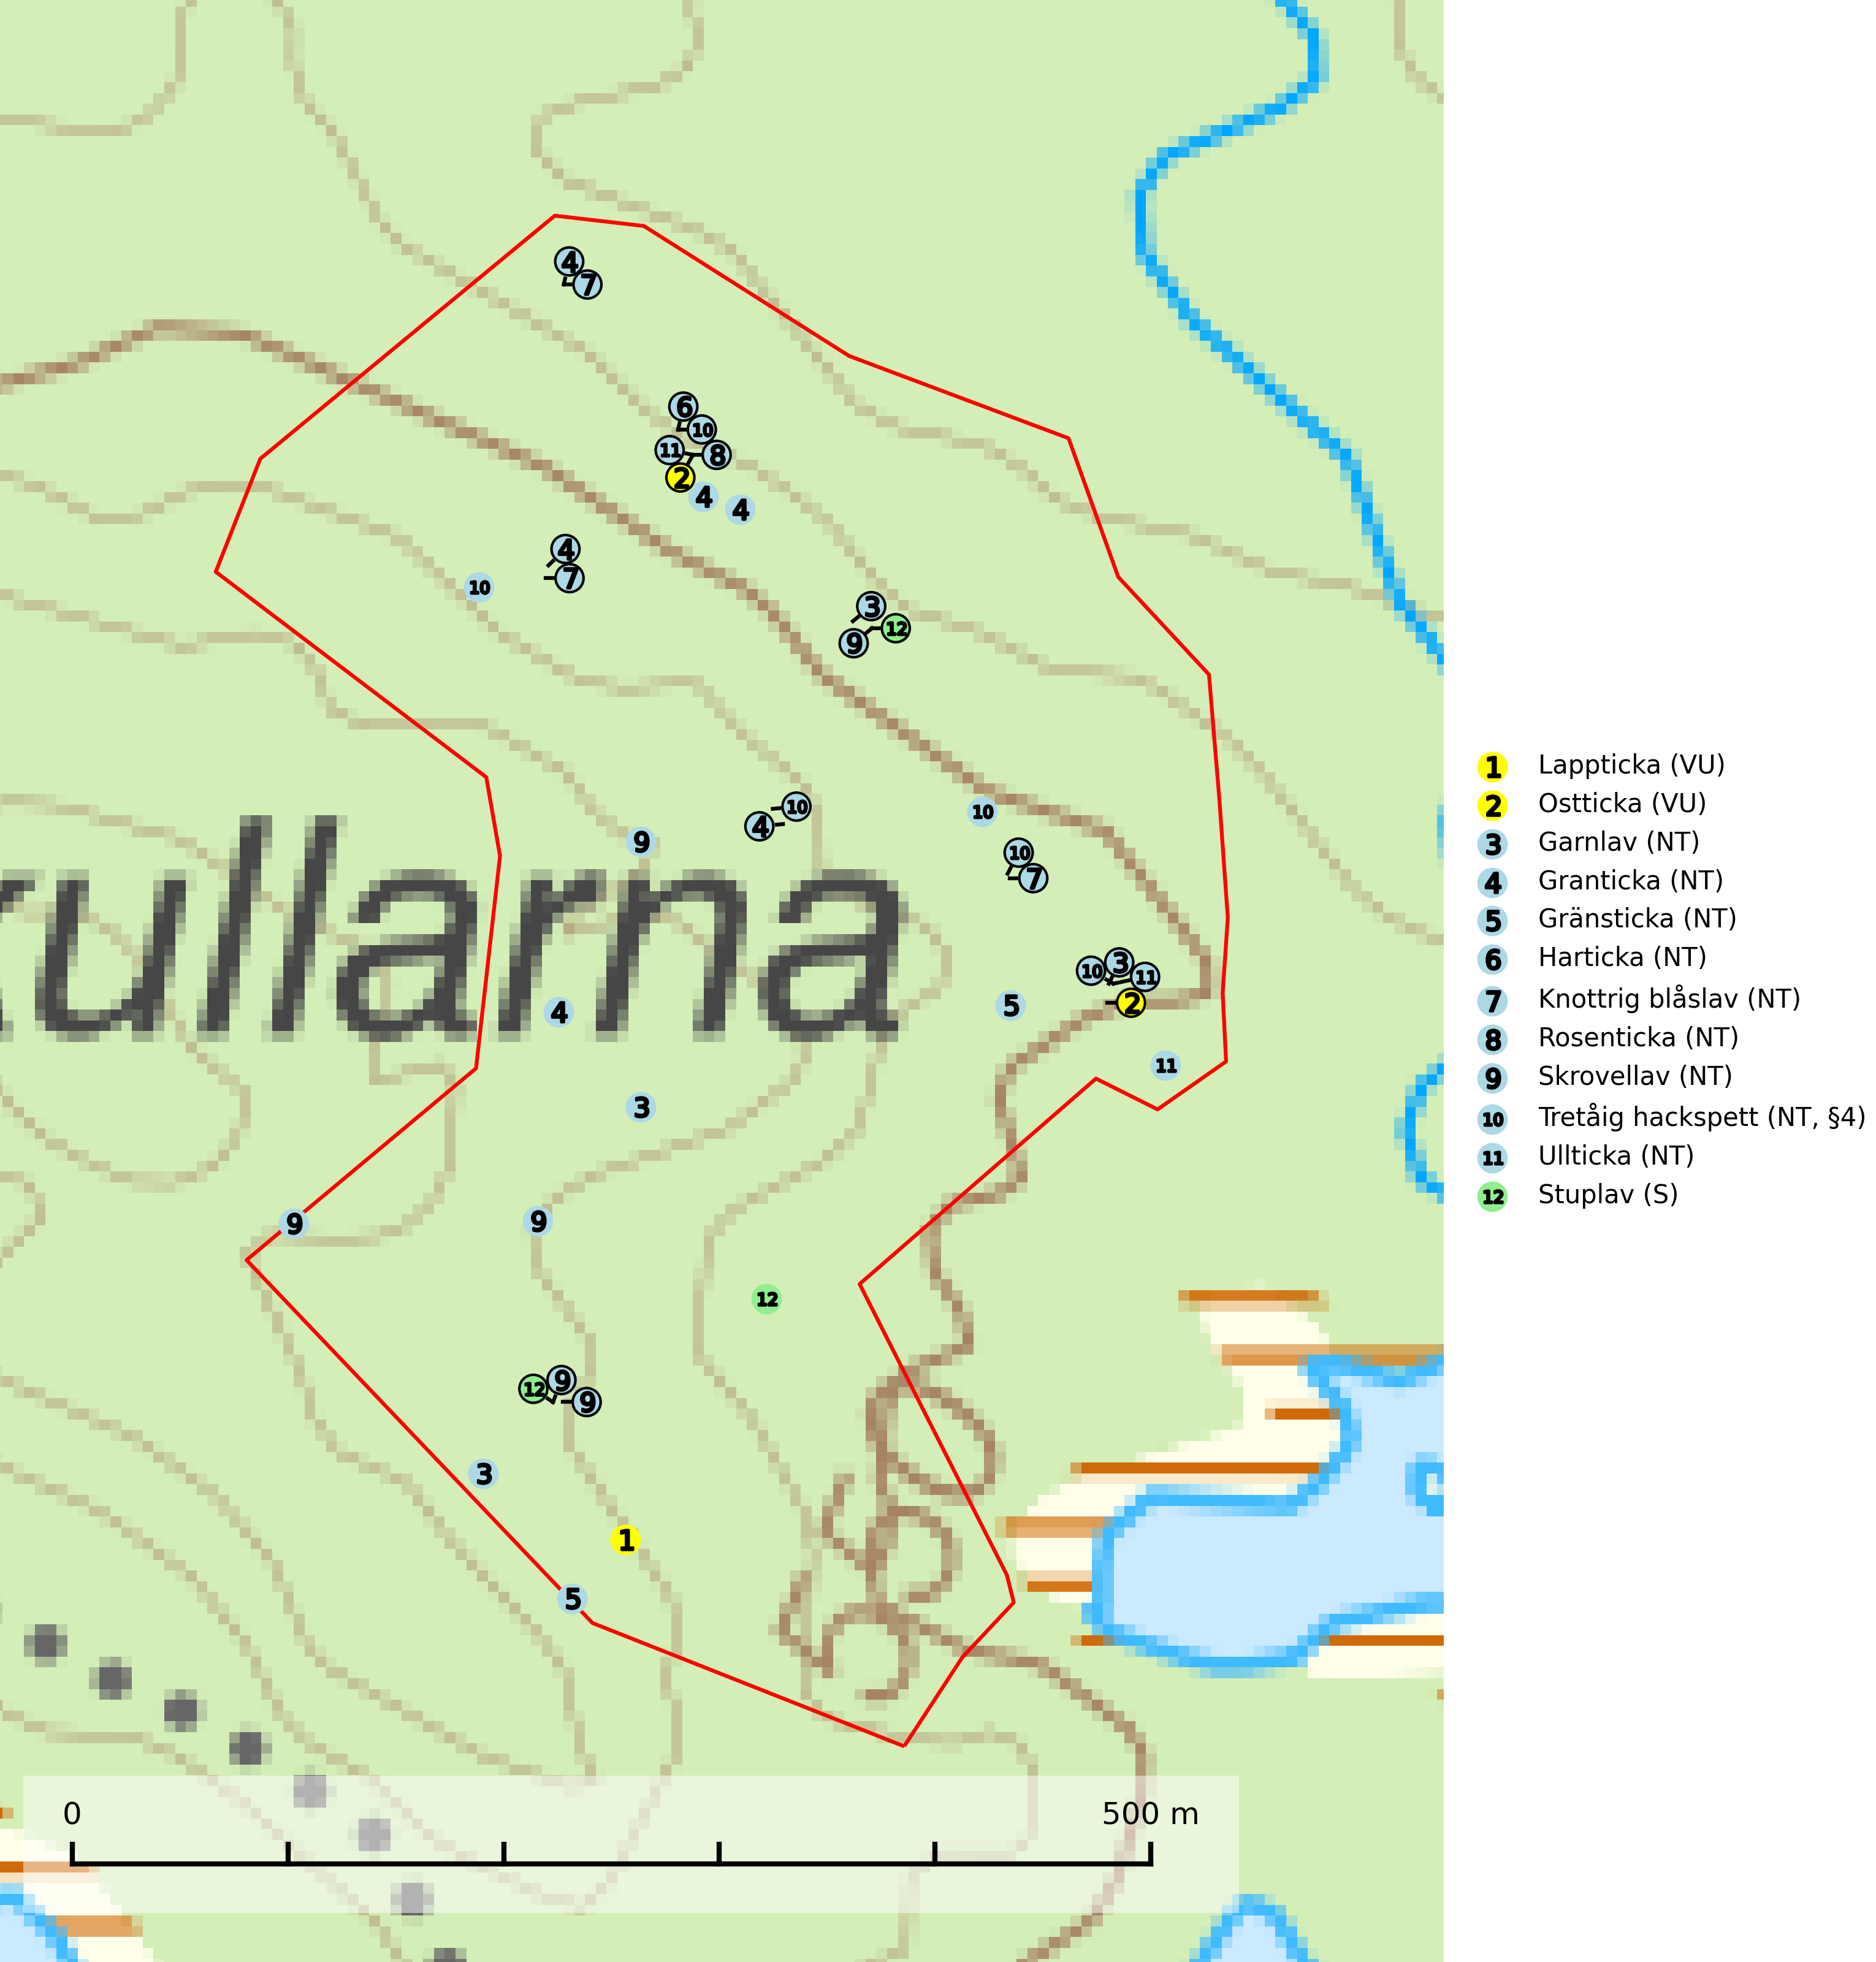 4
7
6
10
11
8
2
4
4
4
7
10
3
12
9
10
4
10
9
10
7
ullarna
3
10
11
2
5
4
11
3
9
9
12
9
12
9
3
1
5
0 500 m
1 Lappticka (VU)
2 Ostticka (VU)
3 Garnlav (NT)
4 Granticka (NT)
5 Gränsticka (NT)
6 Harticka (NT)
7 Knottrig blåslav (NT)
8 Rosenticka (NT)
9 Skrovellav (NT)
10 Tretåig hackspett (NT, §4)
11 Ullticka (NT)
12 Stuplav (S)